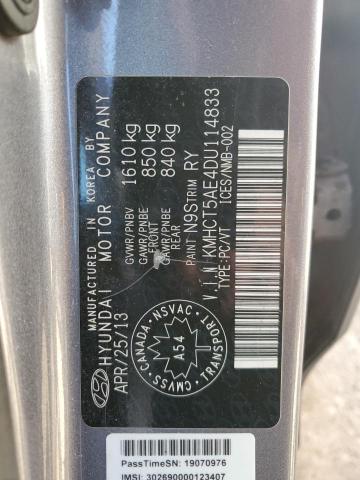 MANUFACTURED IN KOREA BY
HYUNDAI MOTOR COMPANY
APR/25/13
GVWR/PNBV 1610 kg
GAWR/PNBE FRONT 850 kg
GAWR/PNBE REAR 840 kg
PAINT N9S TRIM RY
V.I.N KMHCT5AE4DU114833
TYPE:PC/VT ICES/NMB-002
CANADA NSVAC TRANSPORT CMVSS
A54
PassTimeSN: 19070976
IMSI: 302690000123407